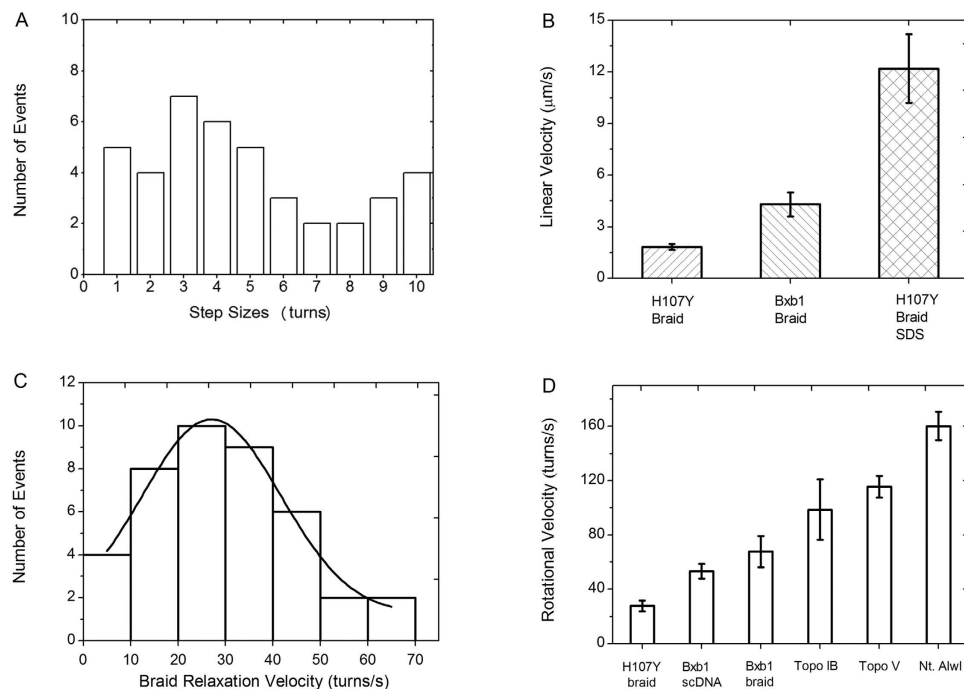 A
10
8
6
4
2
0
Number of Events
1 2 3 4 5 6 7 8 9 10
Step Sizes (turns)
B
15
12
9
6
3
0
Linear Velocity (μm/s)
H107Y Braid
Bxb1 Braid
H107Y Braid SDS
C
12
10
8
6
4
2
0
Number of Events
0 10 20 30 40 50 60 70
Braid Relaxation Velocity (turns/s)
D
160
120
80
40
0
Rotational Velocity (turns/s)
H107Y braid
Bxb1 scDNA
Bxb1 braid
Topo IB
Topo V
Nt. AlwI